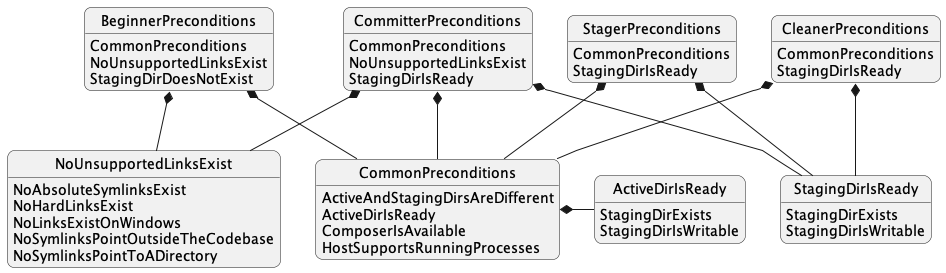 BeginnerPreconditions
CommonPreconditions
NoUnsupportedLinksExist
StagingDirDoesNotExist
CommitterPreconditions
CommonPreconditions
NoUnsupportedLinksExist
StagingDirIsReady
StagerPreconditions
CommonPreconditions
StagingDirIsReady
CleanerPreconditions
CommonPreconditions
StagingDirIsReady
NoUnsupportedLinksExist
NoAbsoluteSymlinksExist
NoHardLinksExist
NoLinksExistOnWindows
NoSymlinksPointOutsideTheCodebase
NoSymlinksPointToADirectory
CommonPreconditions
ActiveAndStagingDirsAreDifferent
ActiveDirIsReady
ComposerIsAvailable
HostSupportsRunningProcesses
ActiveDirIsReady
StagingDirExists
StagingDirIsWritable
StagingDirIsReady
StagingDirExists
StagingDirIsWritable